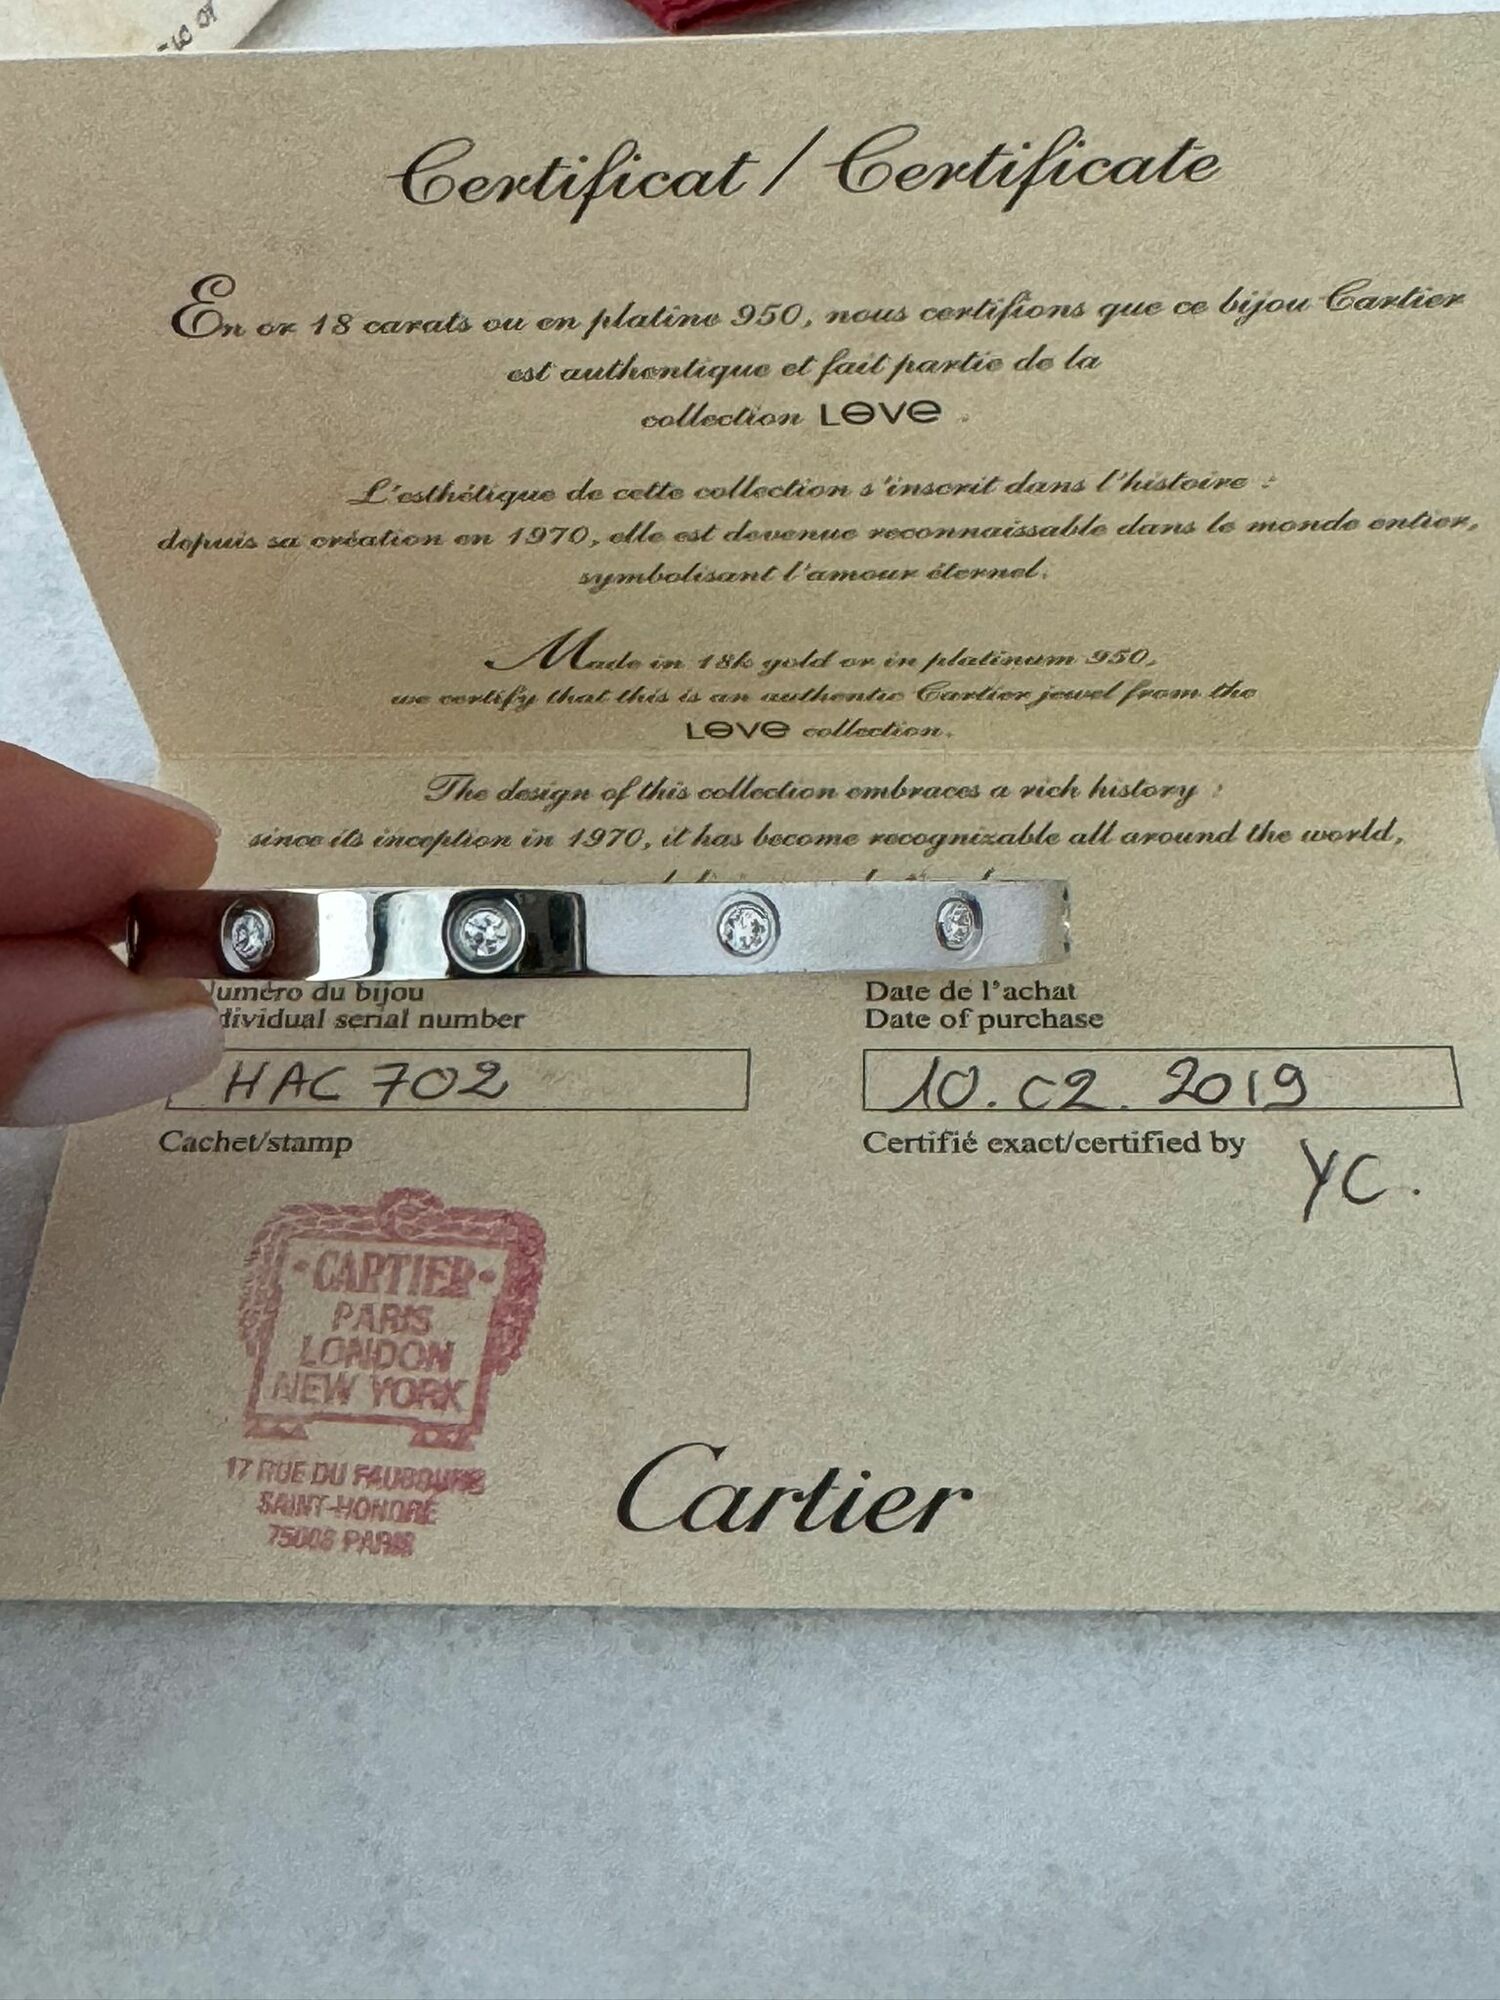 Certificat / Certificate
En or 18 carats ou en platine 950, nous certifions que ce bijou Cartier
est authentique et fait partie de la
collection LOVE.
L'esthétique de cette collection s'inscrit dans l'histoire :
depuis sa création en 1970, elle est devenue reconnaissable dans le monde entier,
symbolisant l'amour éternel.
Made in 18k gold or in platinum 950,
we certify that this is an authentic Cartier jewel from the
LOVE collection.
The design of this collection embraces a rich history :
since its inception in 1970, it has become recognizable all around the world,
uméro du bijou
dividual serial number
HAC 702
Date de l'achat
Date of purchase
10.02.2019
Cachet/stamp
Certifié exact/certified by
YC.
·CARTIER·
PARIS
LONDON
NEW YORK
17 RUE DU FAUBOURG
SAINT-HONORÉ
75008 PARIS
Cartier